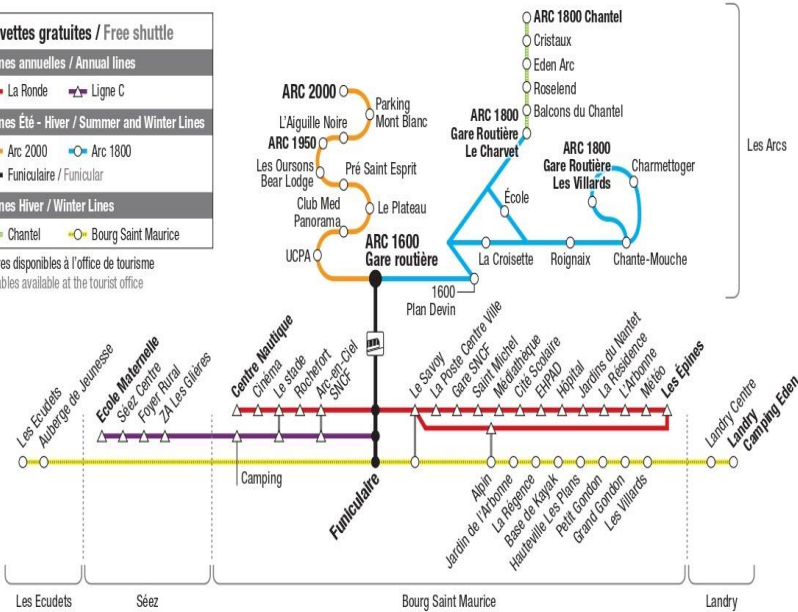 vettes gratuites / Free shuttle
nes annuelles / Annual lines
La Ronde
Ligne C
nes Été - Hiver / Summer and Winter Lines
Arc 2000
Arc 1800
Funiculaire / Funicular
nes Hiver / Winter Lines
Chantel
Bourg Saint Maurice
res disponibles à l'office de tourisme
ables available at the tourist office
ARC 2000
Parking
Mont Blanc
L'Aiguille Noire
ARC 1950
Les Oursons
Bear Lodge
Pré Saint Esprit
Club Med
Panorama
Le Plateau
UCPA
ARC 1600
Gare routière
ARC 1800 Chantel
Cristaux
Eden Arc
Roselend
Balcons du Chantel
ARC 1800
Gare Routière
Le Charvet
ARC 1800
Gare Routière
Les Villards
Charmettoger
École
La Croisette
Roignaix
Chante-Mouche
1600
Plan Devin
Les Arcs
Les Ecudets
Auberge de Jeunesse
Ecole Maternelle
Séez Centre
Foyer Rural
ZA Les Glières
Centre Nautique
Cinéma
Le stade
Rochefort
Arc-en-Ciel
SNCF
Le Savoy
La Poste Centre Ville
Gare SNCF
Saint Michel
Médiathèque
Cité Scolaire
EHPAD
Hôpital
Jardins du Nantet
La Résidence
L'Arbonne
Météo
Les Épines
Landry Centre
Landry
Camping Eden
Camping
Funiculaire
Alpin
Jardin de l'Arbonne
La Régence
Base de Kayak
Hauteville Les Plans
Petit Gondon
Grand Gondon
Les Villards
Les Ecudets
Séez
Bourg Saint Maurice
Landry